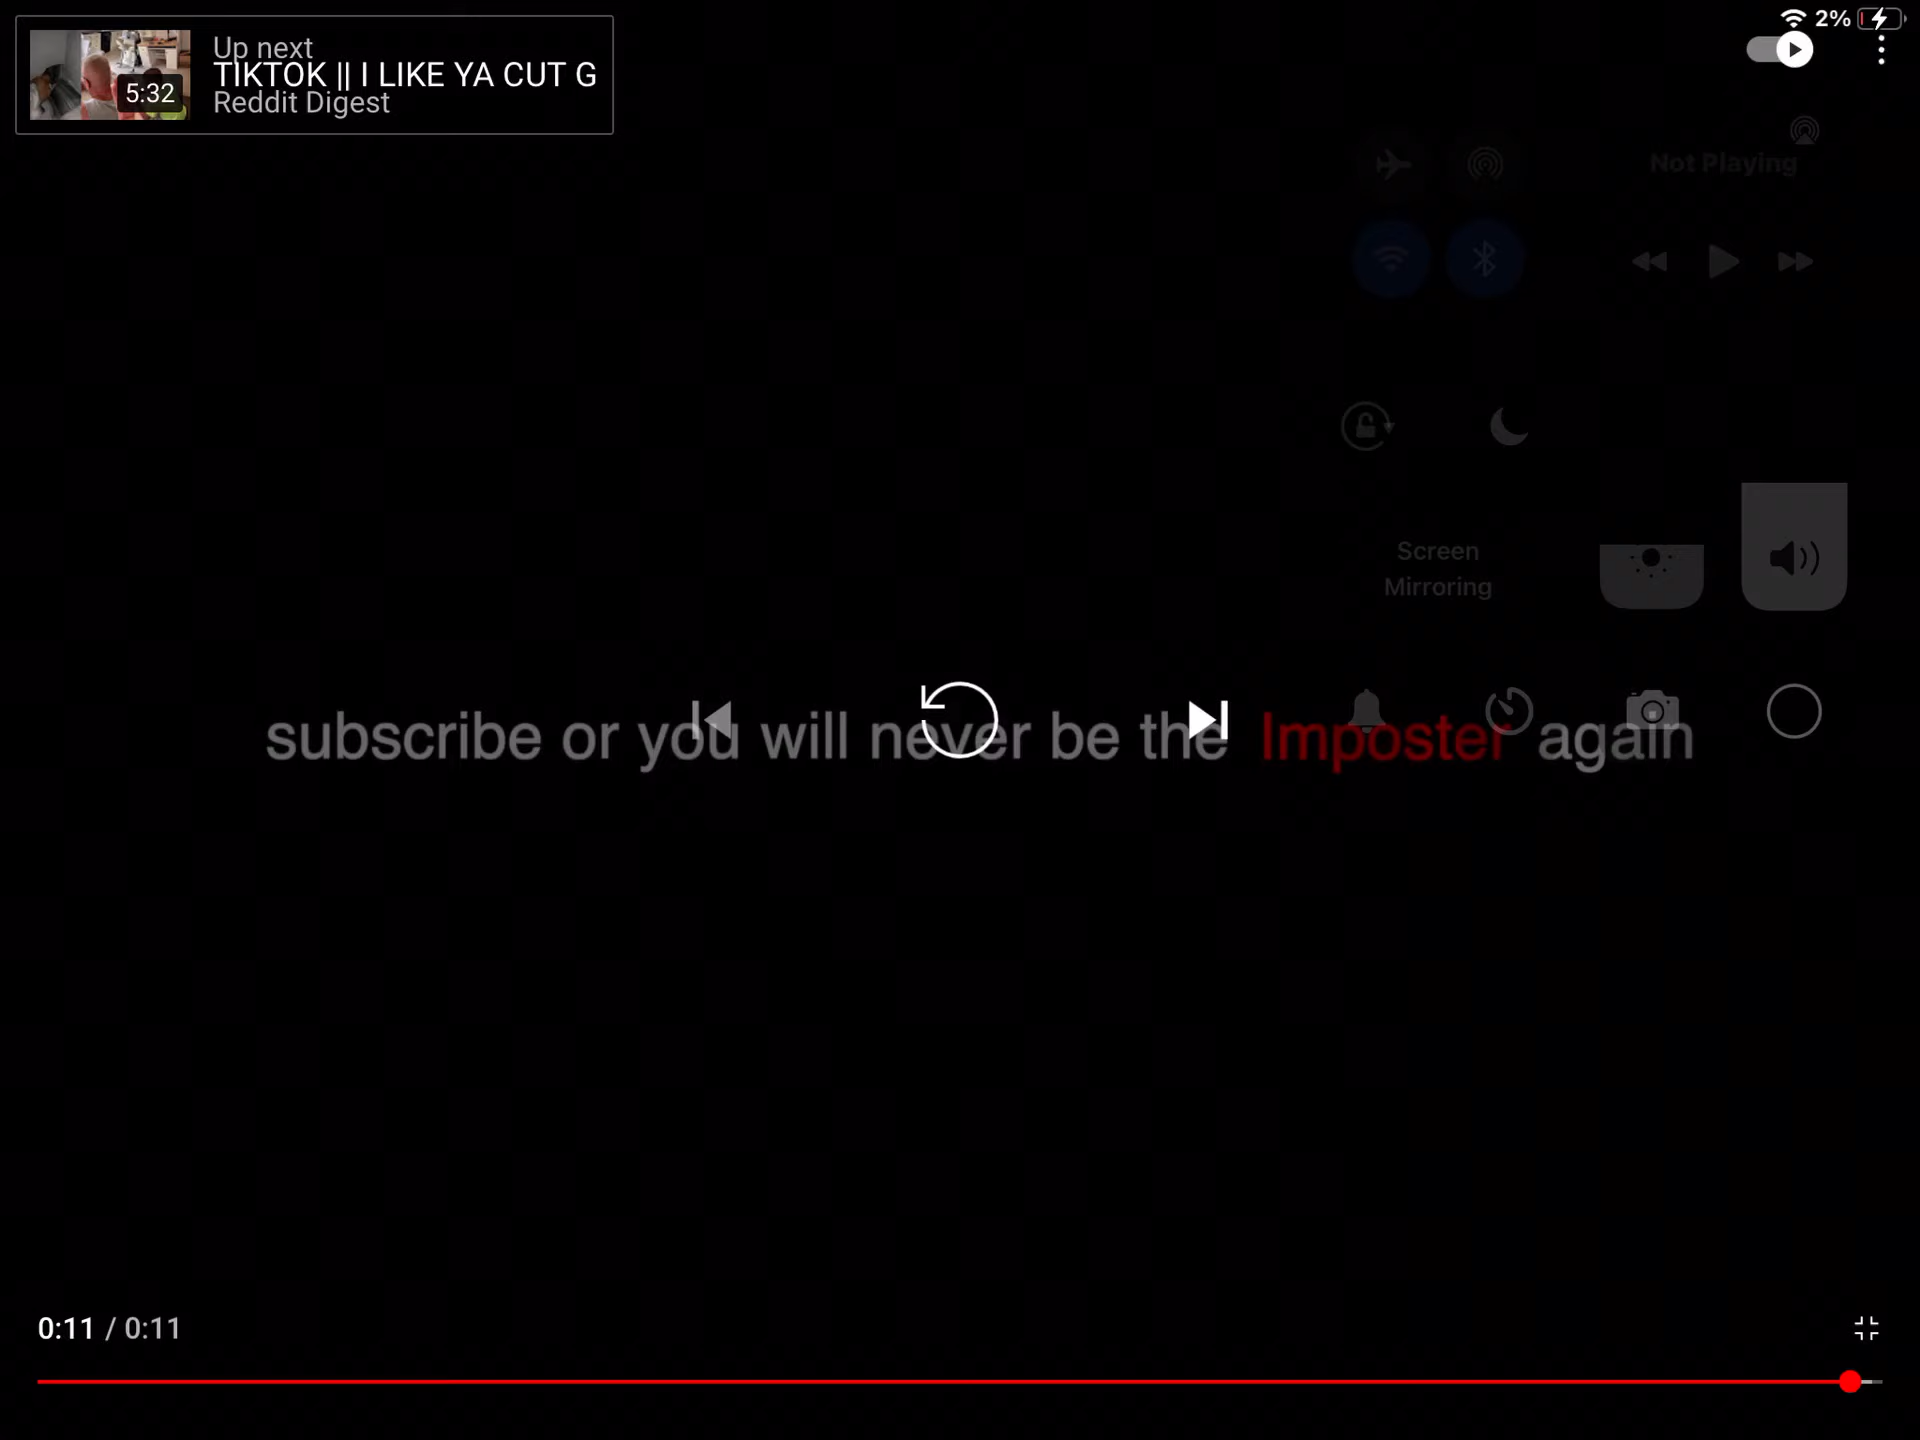 2%
Up next
TIKTOK || I LIKE YA CUT G
Reddit Digest
5:32
Not Playing
Screen
Mirroring
subscribe or you will never be the Imposter again
0:11 / 0:11